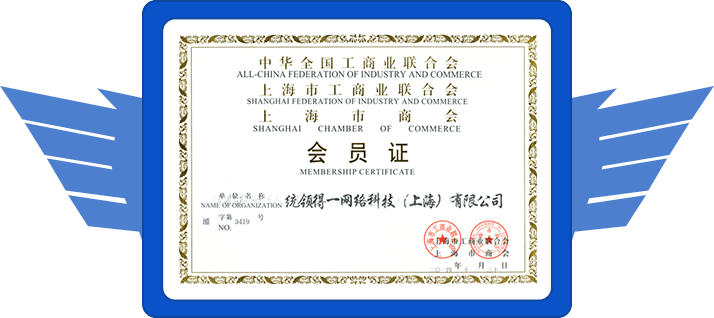 中华全国工商业联合会
ALL-CHINA FEDERATION OF INDUSTRY AND COMMERCE
上海市工商业联合会
SHANGHAI FEDERATION OF INDUSTRY AND COMMERCE
上海市商会
SHANGHAI CHAMBER OF COMMERCE
会员证
MEMBERSHIP CERTIFICATE
单位名称 统领得一网络科技（上海）有限公司
NAME OF ORGANIZATION
浦 字第 3419 号
NO.
上海市工商业联合会
上海市商会
年 月 日